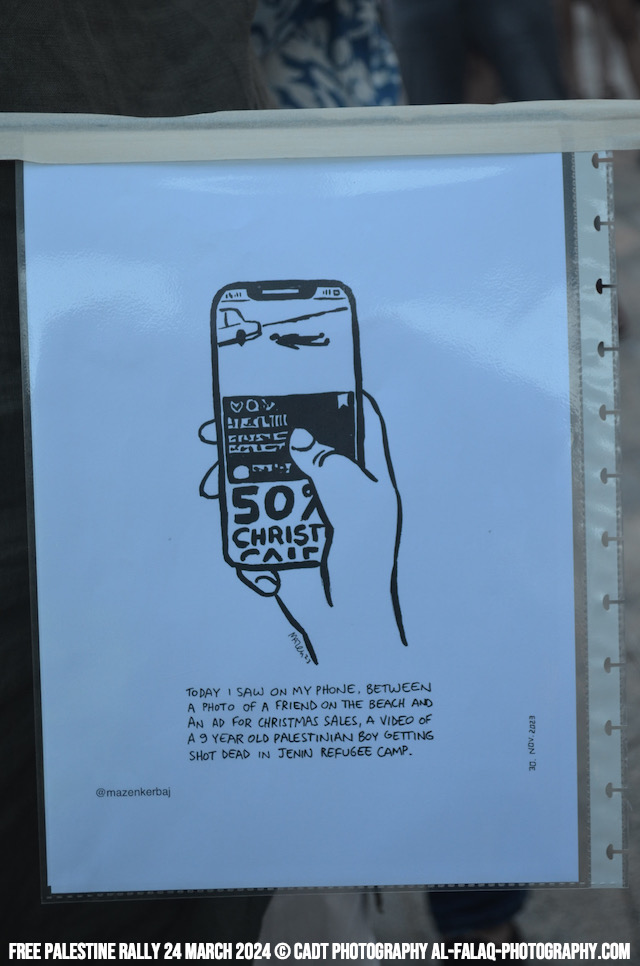 50%
CHRIST
TODAY I SAW ON MY PHONE, BETWEEN
A PHOTO OF A FRIEND ON THE BEACH AND
AN AD FOR CHRISTMAS SALES, A VIDEO OF
A 9 YEAR OLD PALESTINIAN BOY GETTING
SHOT DEAD IN JENIN REFUGEE CAMP.
30. NOV. 2023
@mazenkerbaj
FREE PALESTINE RALLY 24 MARCH 2024 © CADT PHOTOGRAPHY AL-FALAQ-PHOTOGRAPHY.COM